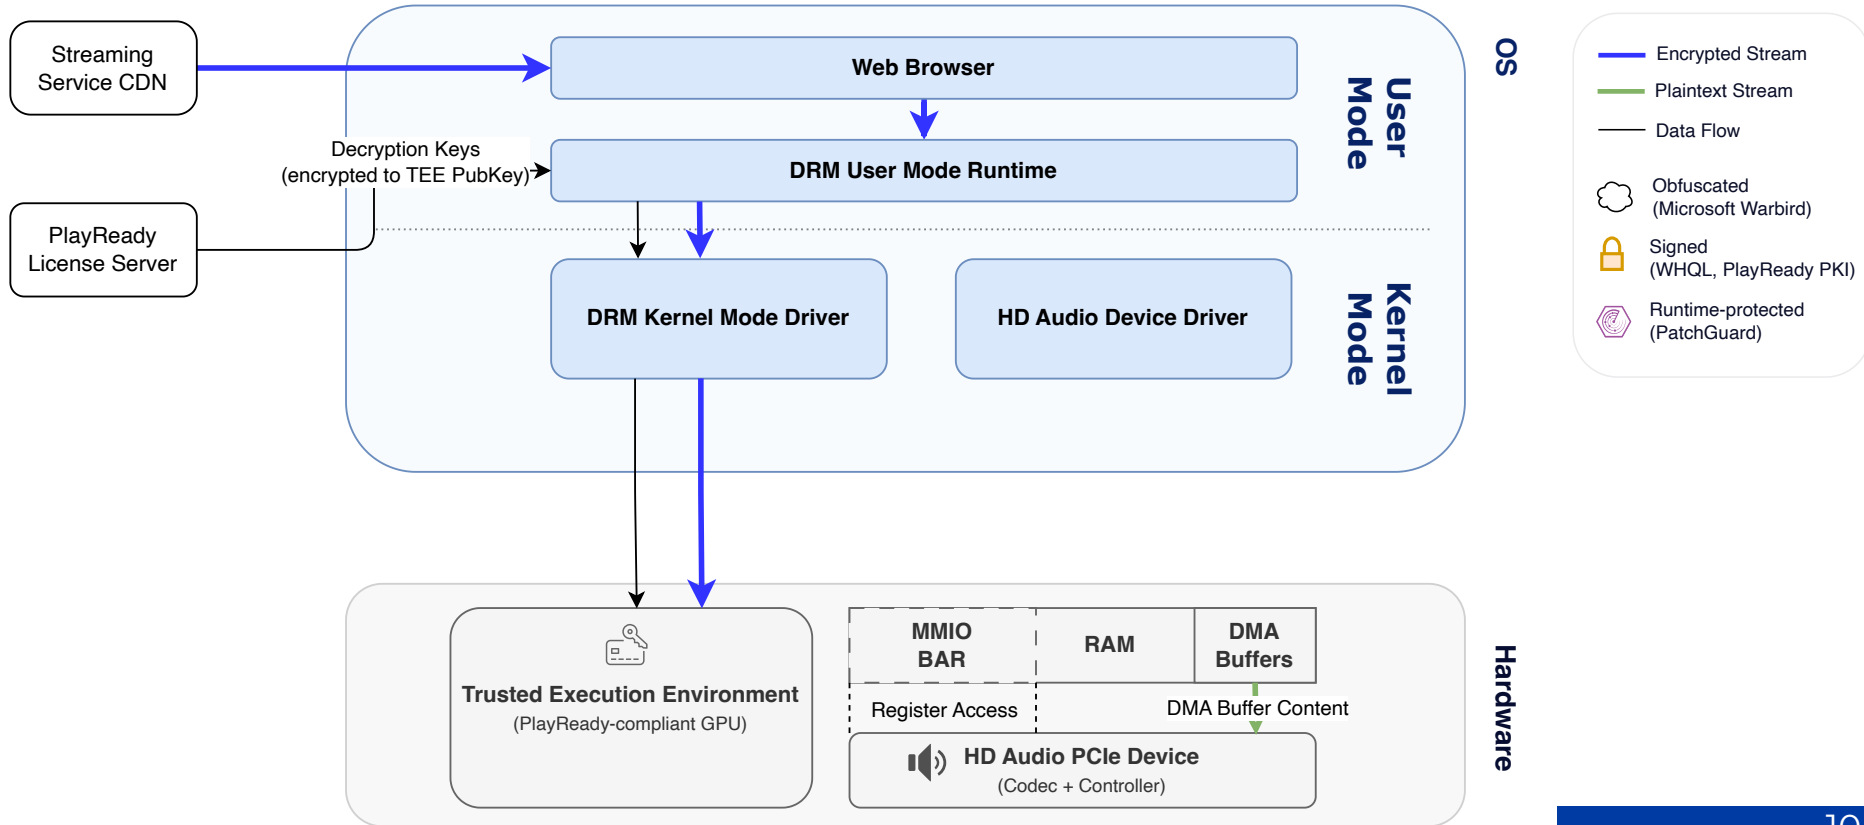 Streaming
Service CDN
Web Browser
Decryption Keys
(encrypted to TEE PubKey)
DRM User Mode Runtime
User
Mode
OS
PlayReady
License Server
DRM Kernel Mode Driver
HD Audio Device Driver
Kernel
Mode
Encrypted Stream
Plaintext Stream
Data Flow
Obfuscated
(Microsoft Warbird)
Signed
(WHQL, PlayReady PKI)
Runtime-protected
(PatchGuard)
Trusted Execution Environment
(PlayReady-compliant GPU)
MMIO
BAR
RAM
DMA
Buffers
Register Access
DMA Buffer Content
HD Audio PCIe Device
(Codec + Controller)
Hardware